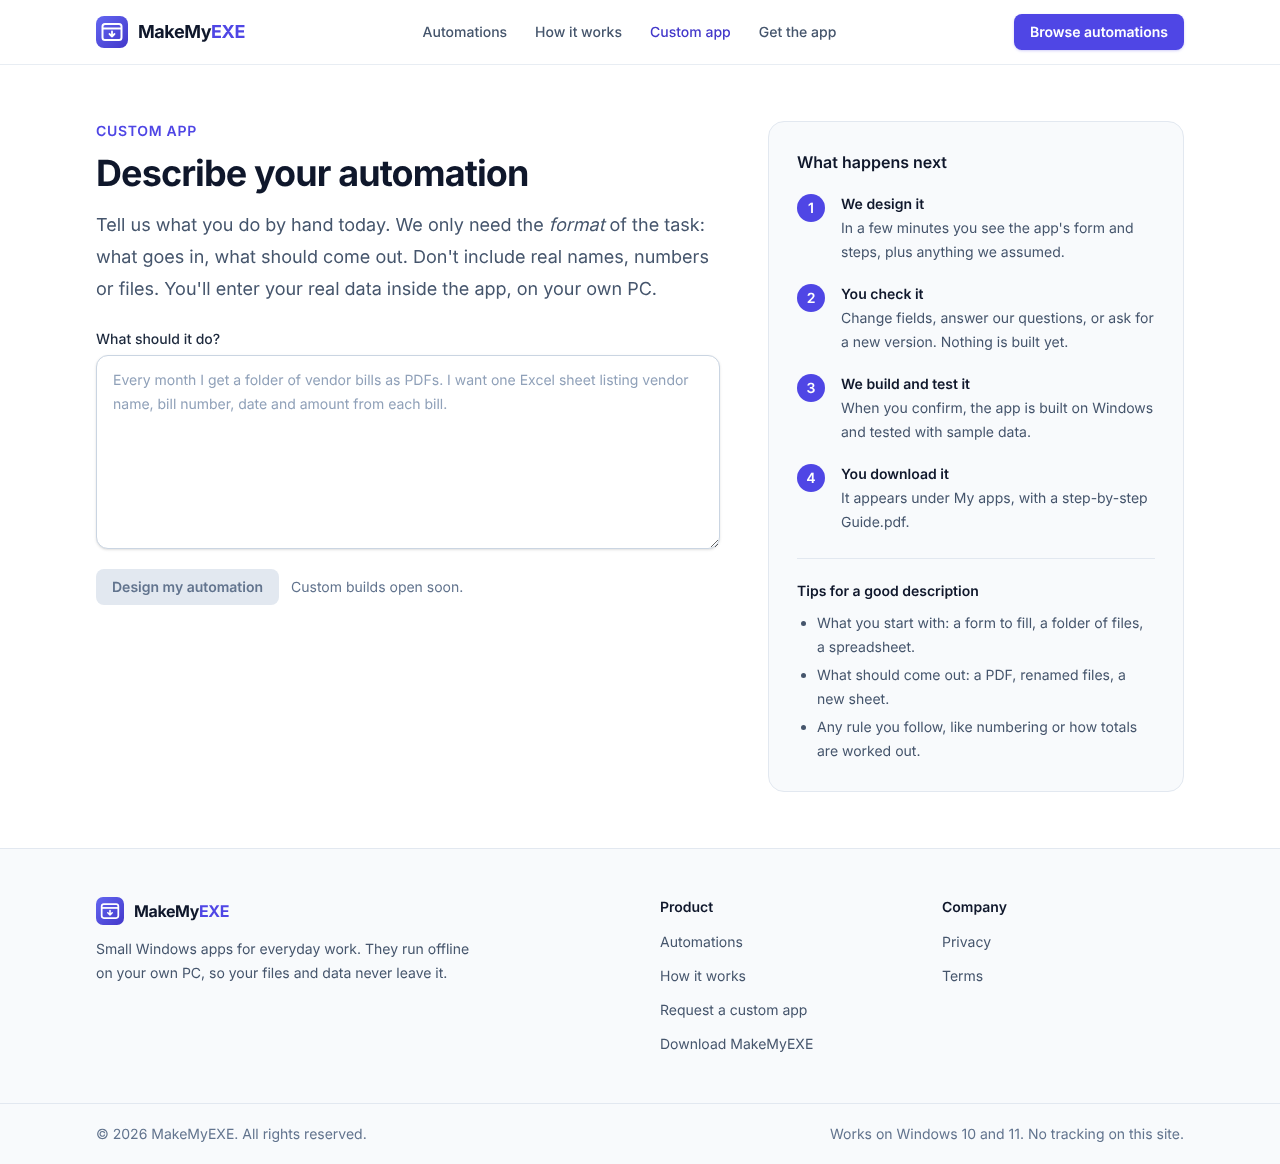 MakeMyEXE
Automations
How it works
Custom app
Get the app
Browse automations
CUSTOM APP
Describe your automation
Tell us what you do by hand today. We only need the format of the task:
what goes in, what should come out. Don't include real names, numbers
or files. You'll enter your real data inside the app, on your own PC.
What should it do?
Every month I get a folder of vendor bills as PDFs. I want one Excel sheet listing vendor
name, bill number, date and amount from each bill.
Design my automation
Custom builds open soon.
What happens next
1
We design it
In a few minutes you see the app's form and
steps, plus anything we assumed.
2
You check it
Change fields, answer our questions, or ask for
a new version. Nothing is built yet.
3
We build and test it
When you confirm, the app is built on Windows
and tested with sample data.
4
You download it
It appears under My apps, with a step-by-step
Guide.pdf.
Tips for a good description
• What you start with: a form to fill, a folder of files,
a spreadsheet.
• What should come out: a PDF, renamed files, a
new sheet.
• Any rule you follow, like numbering or how totals
are worked out.
MakeMyEXE
Small Windows apps for everyday work. They run offline
on your own PC, so your files and data never leave it.
Product
Automations
How it works
Request a custom app
Download MakeMyEXE
Company
Privacy
Terms
© 2026 MakeMyEXE. All rights reserved.
Works on Windows 10 and 11. No tracking on this site.